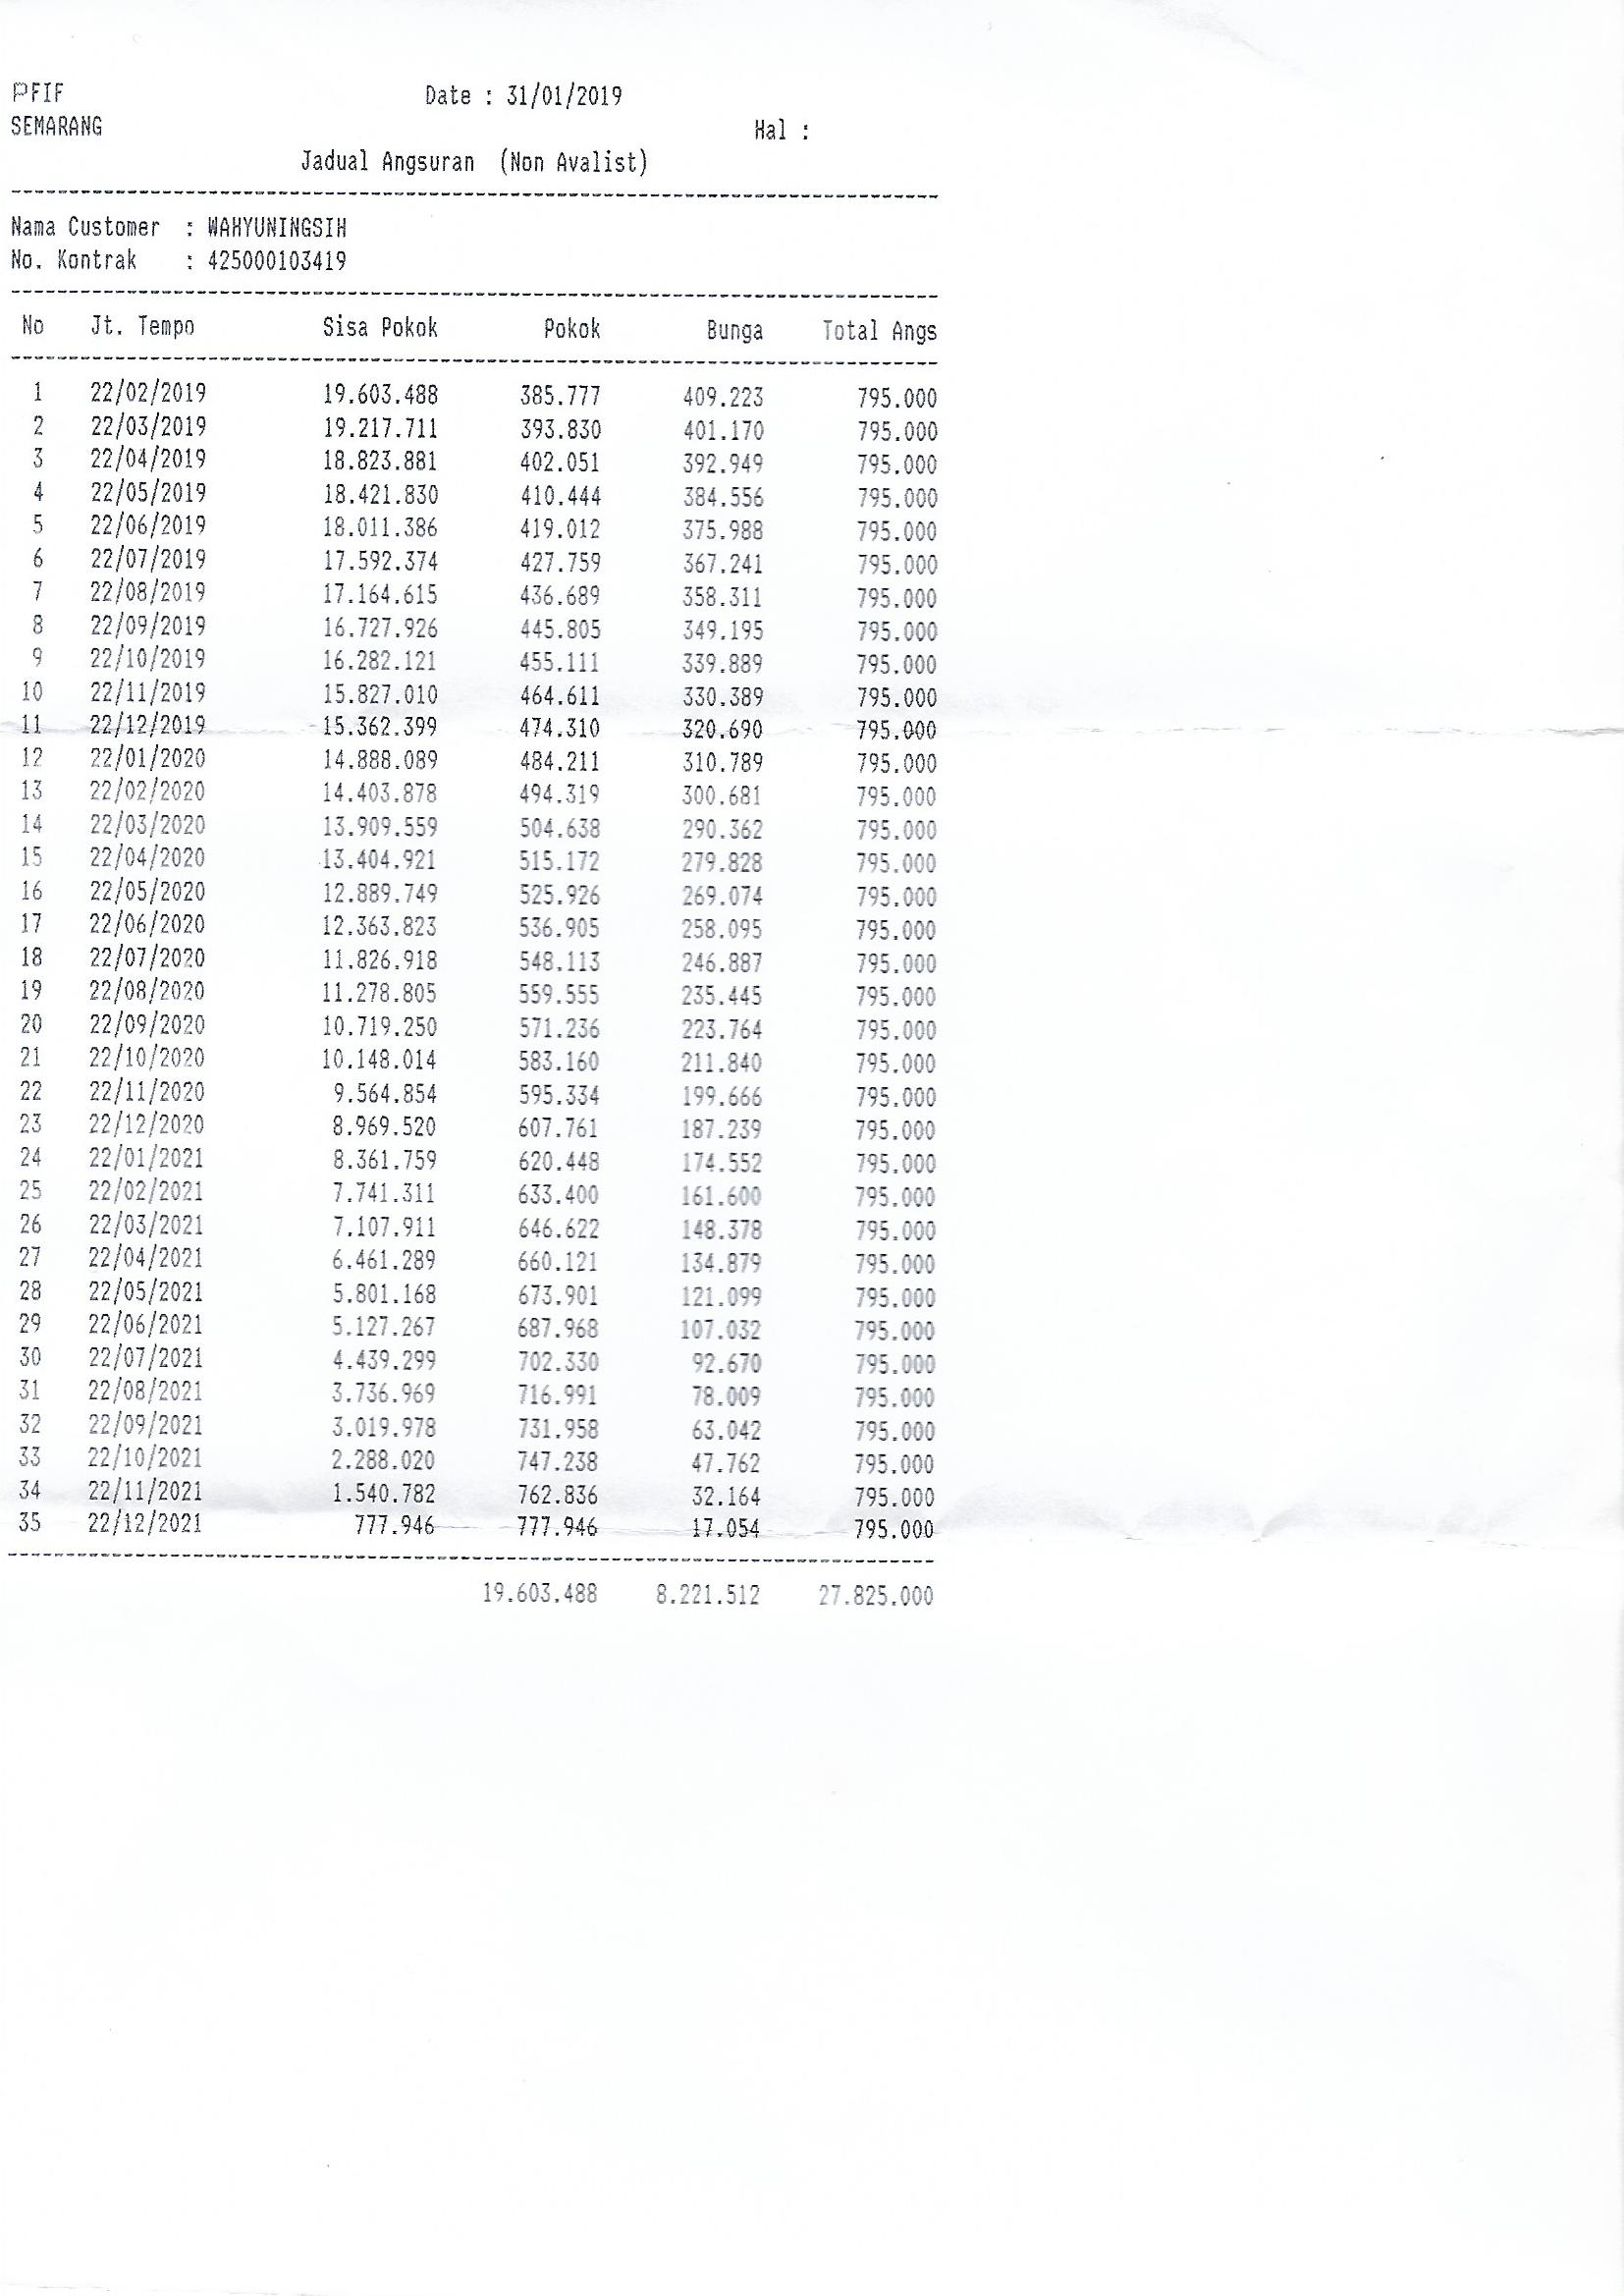 PFIF Date : 31/01/2019
SEMARANG Hal :
Jadual Angsuran (Non Avalist)
Nama Customer : WAHYUNINGSIH
No. Kontrak : 425000103419
No Jt. Tempo Sisa Pokok Pokok Bunga Total Angs
1 22/02/2019 19.603.488 385.777 409.223 795.000
2 22/03/2019 19.217.711 393.830 401.170 795.000
3 22/04/2019 18.823.881 402.051 392.949 795.000
4 22/05/2019 18.421.830 410.444 384.556 795.000
5 22/06/2019 18.011.386 419.012 375.988 795.000
6 22/07/2019 17.592.374 427.759 367.241 795.000
7 22/08/2019 17.164.615 436.689 358.311 795.000
8 22/09/2019 16.727.926 445.805 349.195 795.000
9 22/10/2019 16.282.121 455.111 339.889 795.000
10 22/11/2019 15.827.010 464.611 330.389 795.000
11 22/12/2019 15.362.399 474.310 320.690 795.000
12 22/01/2020 14.888.089 484.211 310.789 795.000
13 22/02/2020 14.403.878 494.319 300.681 795.000
14 22/03/2020 13.909.559 504.638 290.362 795.000
15 22/04/2020 13.404.921 515.172 279.828 795.000
16 22/05/2020 12.889.749 525.926 269.074 795.000
17 22/06/2020 12.363.823 536.905 258.095 795.000
18 22/07/2020 11.826.918 548.113 246.887 795.000
19 22/08/2020 11.278.805 559.555 235.445 795.000
20 22/09/2020 10.719.250 571.236 223.764 795.000
21 22/10/2020 10.148.014 583.160 211.840 795.000
22 22/11/2020 9.564.854 595.334 199.666 795.000
23 22/12/2020 8.969.520 607.761 187.239 795.000
24 22/01/2021 8.361.759 620.448 174.552 795.000
25 22/02/2021 7.741.311 633.400 161.600 795.000
26 22/03/2021 7.107.911 646.622 148.378 795.000
27 22/04/2021 6.461.289 660.121 134.879 795.000
28 22/05/2021 5.801.168 673.901 121.099 795.000
29 22/06/2021 5.127.267 687.968 107.032 795.000
30 22/07/2021 4.439.299 702.330 92.670 795.000
31 22/08/2021 3.736.969 716.991 78.009 795.000
32 22/09/2021 3.019.978 731.958 63.042 795.000
33 22/10/2021 2.288.020 747.238 47.762 795.000
34 22/11/2021 1.540.782 762.836 32.164 795.000
35 22/12/2021 777.946 777.946 17.054 795.000
19.603.488 8.221.512 27.825.000